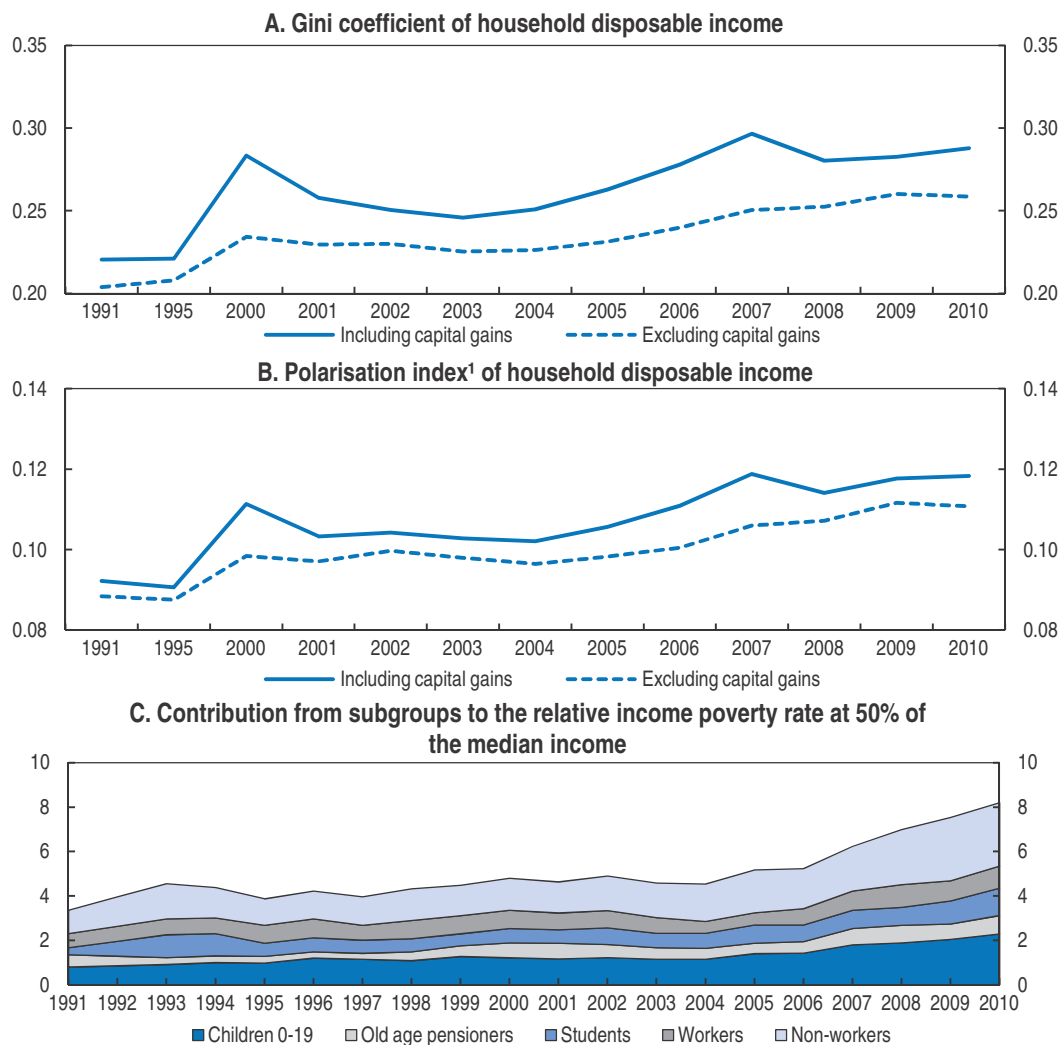 A. Gini coefficient of household disposable income
0.35 0.35
0.30 0.30
0.25 0.25
0.20 0.20
1991 1995 2000 2001 2002 2003 2004 2005 2006 2007 2008 2009 2010
Including capital gains Excluding capital gains
B. Polarisation index¹ of household disposable income
0.14 0.14
0.12 0.12
0.10 0.10
0.08 0.08
1991 1995 2000 2001 2002 2003 2004 2005 2006 2007 2008 2009 2010
Including capital gains Excluding capital gains
C. Contribution from subgroups to the relative income poverty rate at 50% of
the median income
10 10
8 8
6 6
4 4
2 2
0 0
1991 1992 1993 1994 1995 1996 1997 1998 1999 2000 2001 2002 2003 2004 2005 2006 2007 2008 2009 2010
Children 0-19 Old age pensioners Students Workers Non-workers